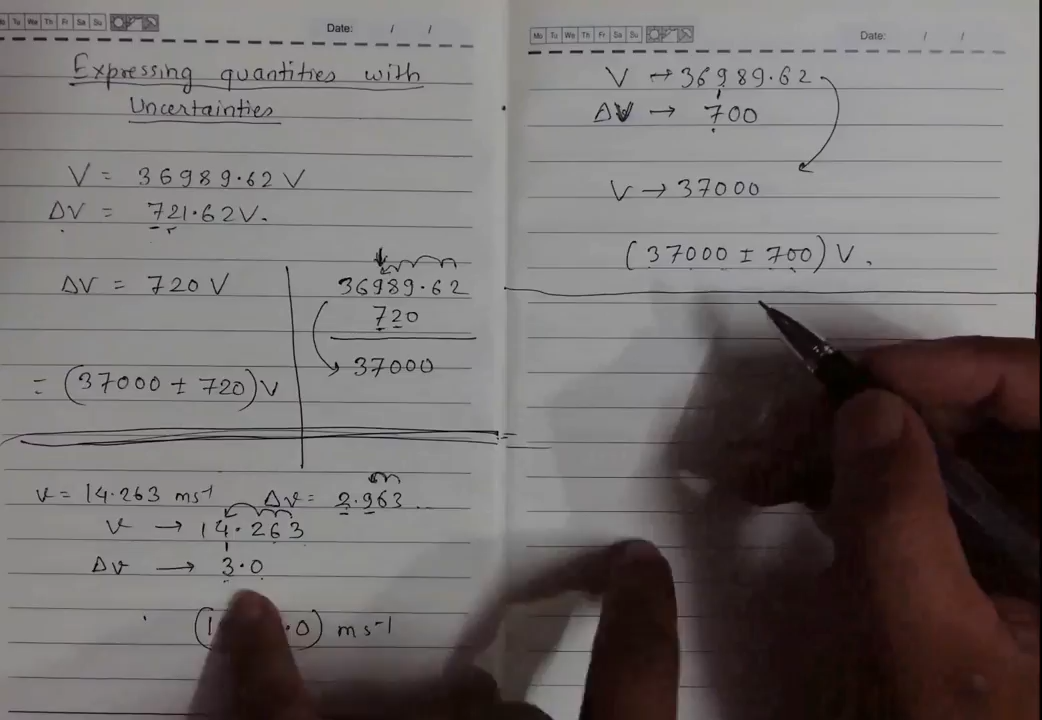 Mo Tu We Th Fr Sa Su
Date: / /
Expressing quantities with
Uncertainties
V = 36989.62 V
ΔV = 721.62V.
ΔV = 720 V
36989.62
720
37000
= (37000 ± 720) V
v = 14.263 ms⁻¹ Δv = 2.963
v → 14.263
Δv → 3.0
(1 .0) ms⁻¹
Mo Tu We Th Fr Sa Su
Date: / /
V → 36989.62
ΔV → 700
V → 37000
(37000 ± 700) V.